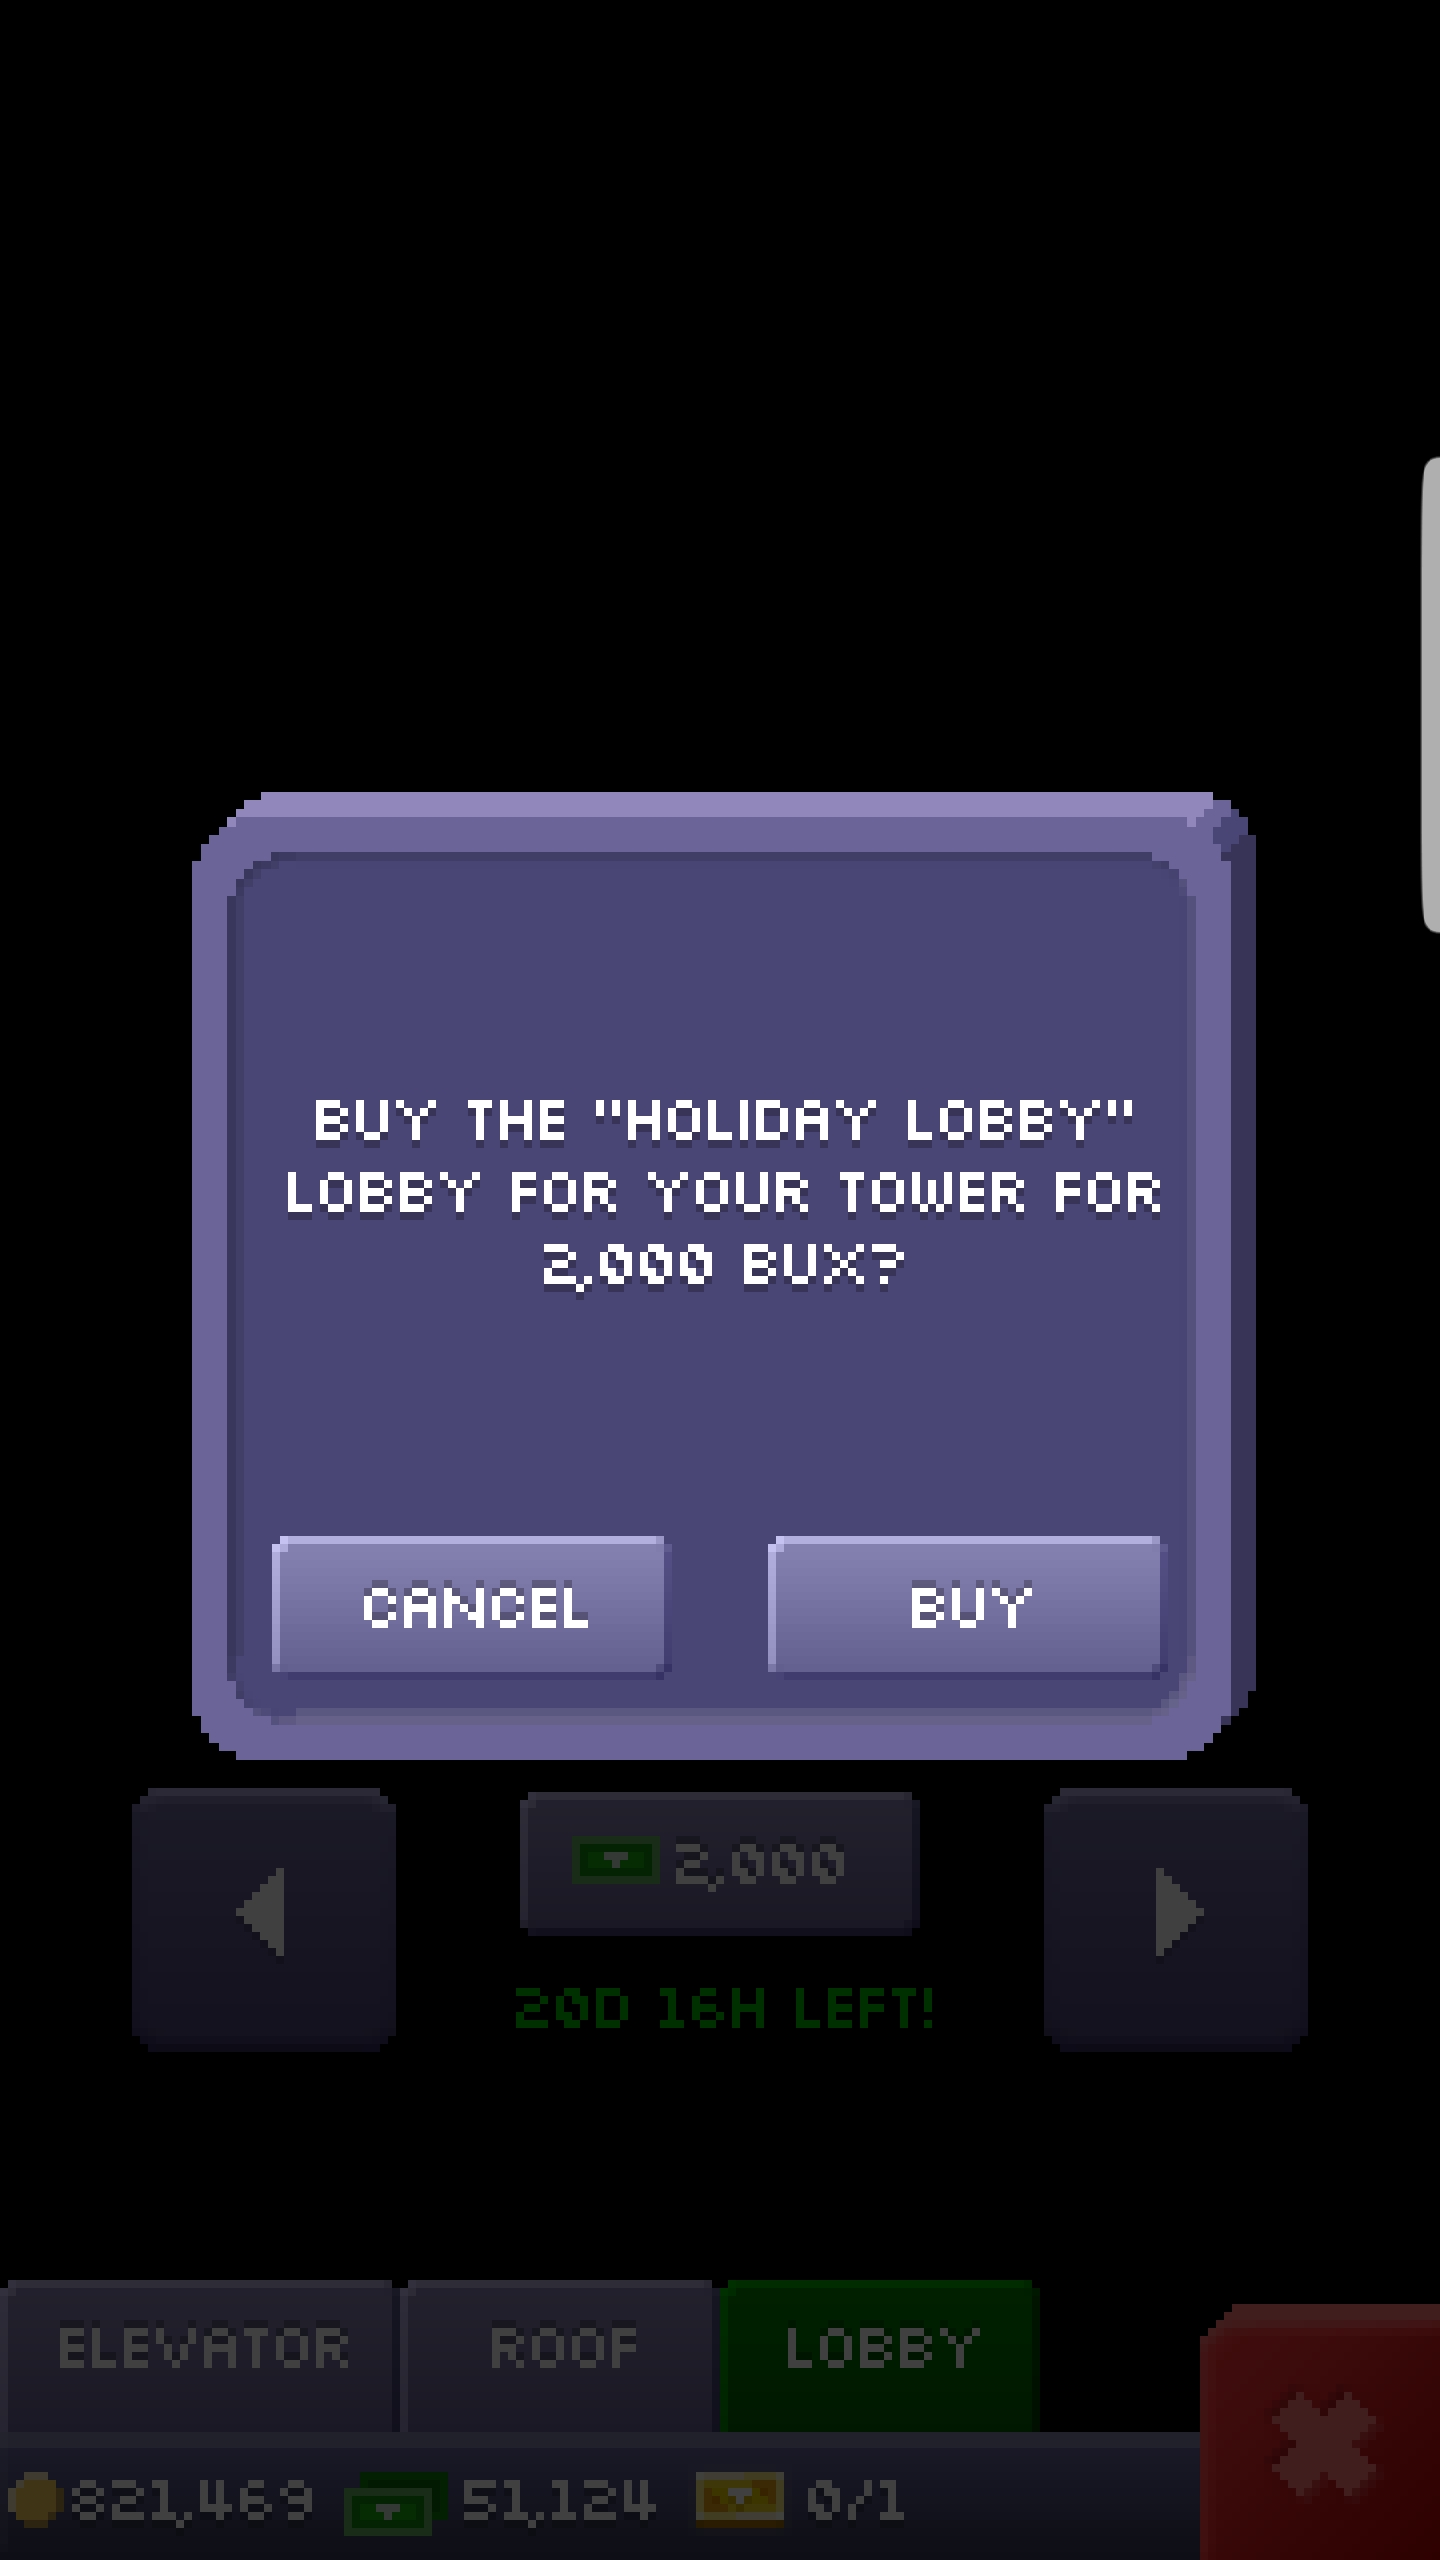 BUY THE "HOLIDAY LOBBY"
LOBBY FOR YOUR TOWER FOR
2,000 BUX?
CANCEL BUY
2,000
20D 16H LEFT!
ELEVATOR ROOF LOBBY
821,469 51,124 0/1